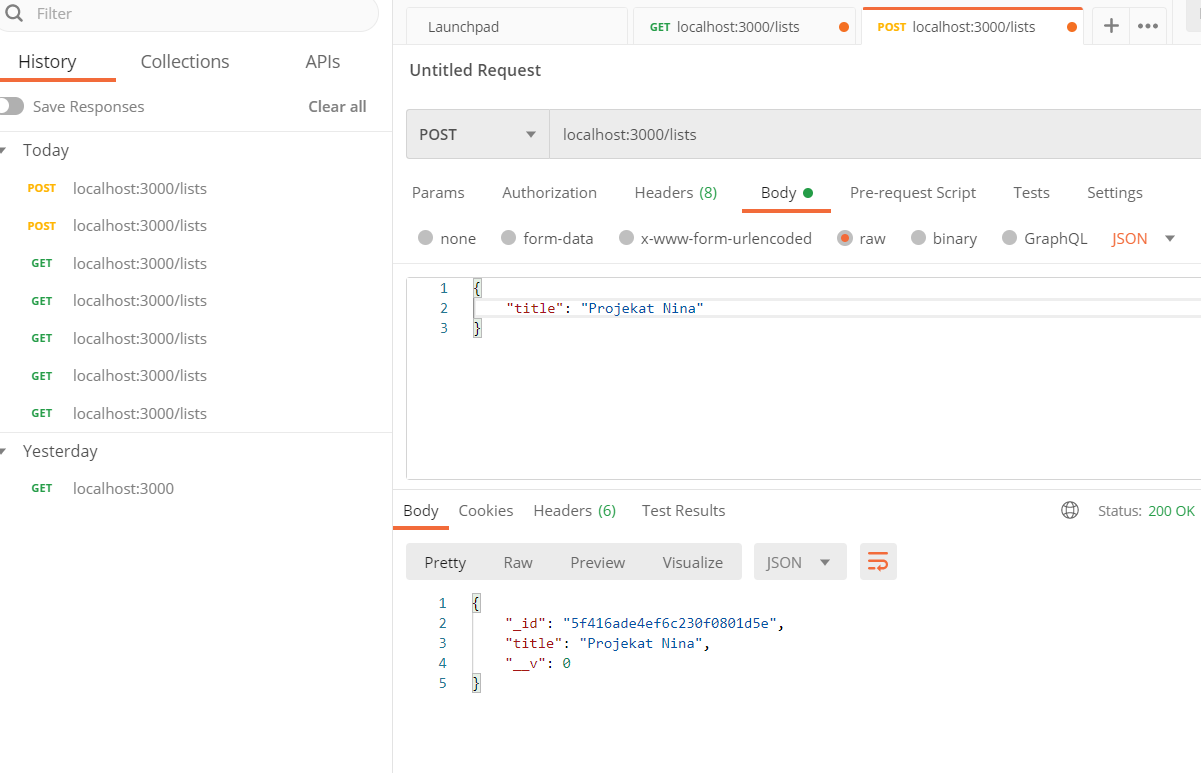 Filter
History Collections APIs
Save Responses Clear all
Today
POST localhost:3000/lists
POST localhost:3000/lists
GET localhost:3000/lists
GET localhost:3000/lists
GET localhost:3000/lists
GET localhost:3000/lists
GET localhost:3000/lists
Yesterday
GET localhost:3000
Launchpad GET localhost:3000/lists POST localhost:3000/lists
Untitled Request
POST localhost:3000/lists
Params Authorization Headers (8) Body Pre-request Script Tests Settings
none form-data x-www-form-urlencoded raw binary GraphQL JSON
1 {
2 "title": "Projekat Nina"
3 }
Body Cookies Headers (6) Test Results Status: 200 OK
Pretty Raw Preview Visualize JSON
1 {
2 "_id": "5f416ade4ef6c230f0801d5e",
3 "title": "Projekat Nina",
4 "__v": 0
5 }